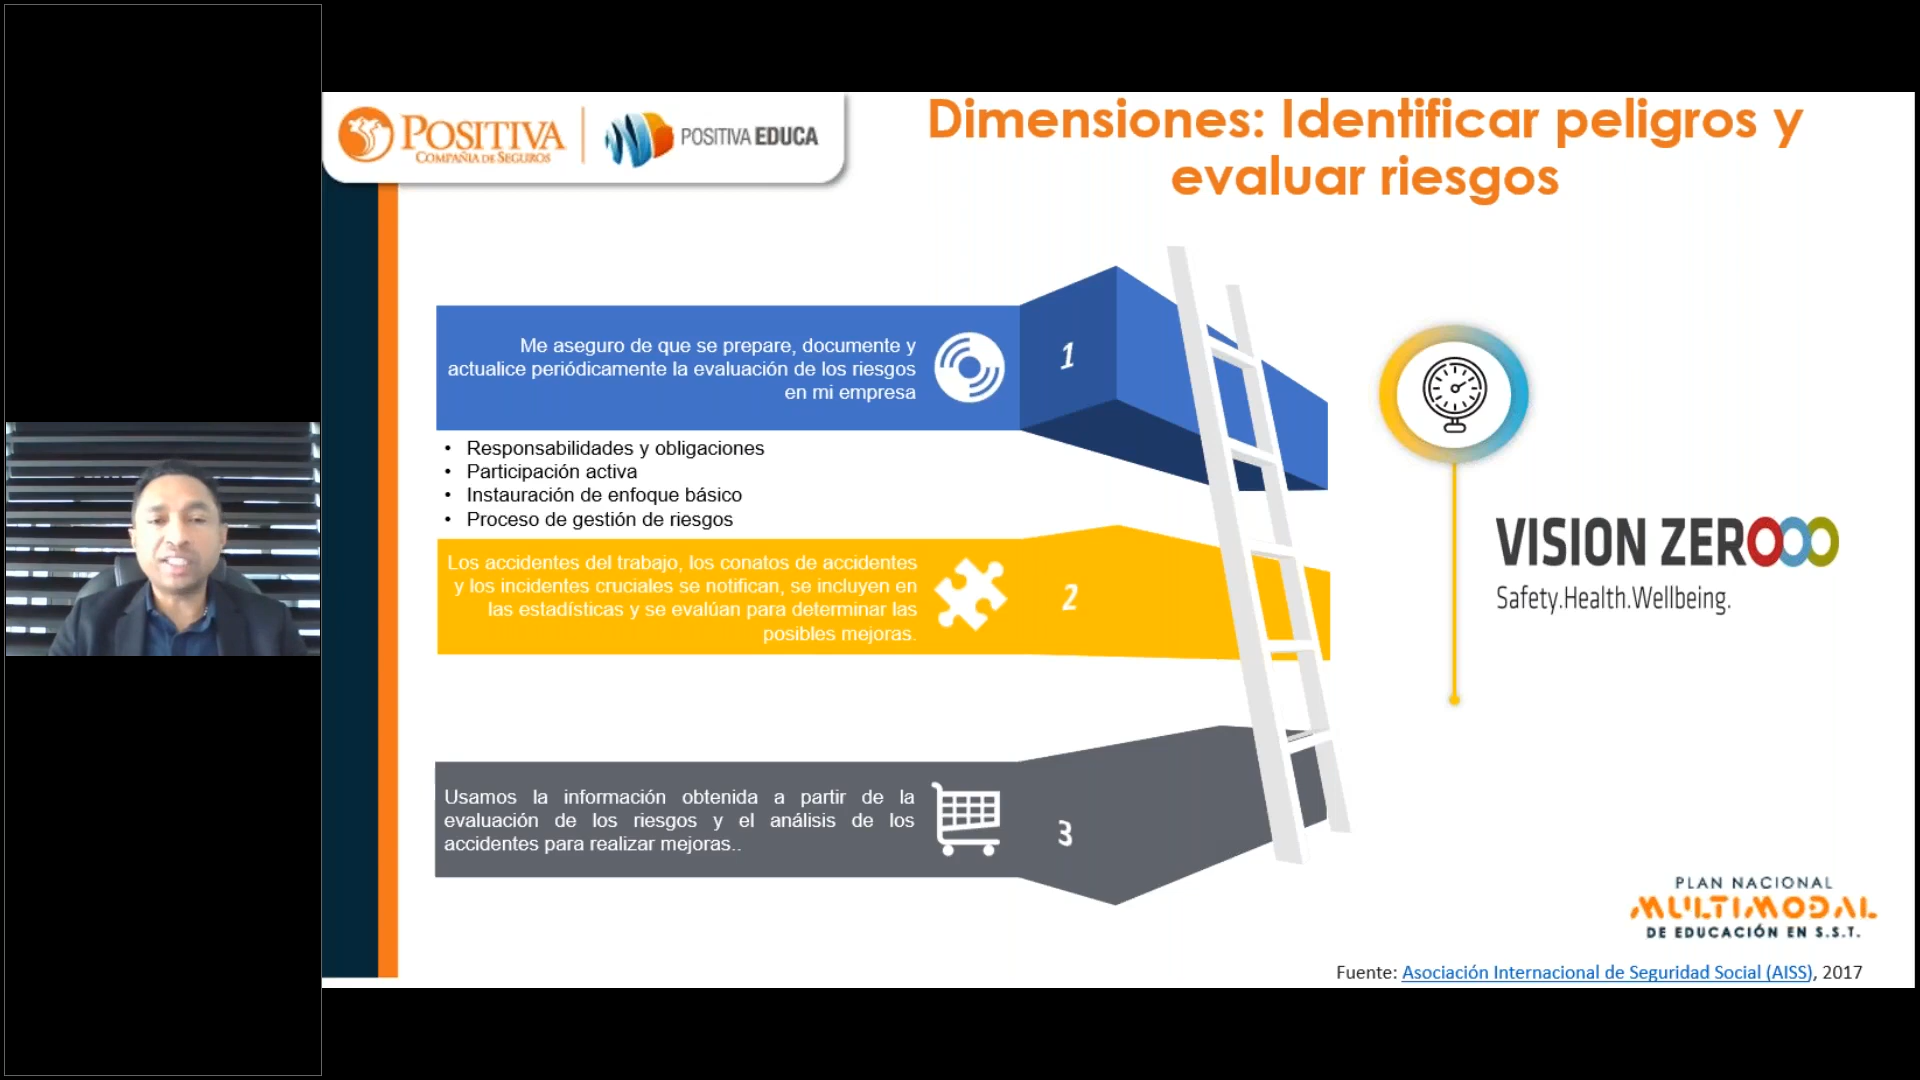 POSITIVA
COMPAÑIA DE SEGUROS
POSITIVA EDUCA
Dimensiones: Identificar peligros y
evaluar riesgos
Me aseguro de que se prepare, documente y
actualice periódicamente la evaluación de los riesgos
en mi empresa
1
• Responsabilidades y obligaciones
• Participación activa
• Instauración de enfoque básico
• Proceso de gestión de riesgos
Los accidentes del trabajo, los conatos de accidentes
y los incidentes cruciales se notifican, se incluyen en
las estadísticas y se evalúan para determinar las
posibles mejoras.
2
Usamos la información obtenida a partir de la
evaluación de los riesgos y el análisis de los
accidentes para realizar mejoras..
3
VISION ZEROOO
Safety.Health.Wellbeing.
PLAN NACIONAL
MULTIMODAL
DE EDUCACIÓN EN S.S.T.
Fuente: Asociación Internacional de Seguridad Social (AISS), 2017